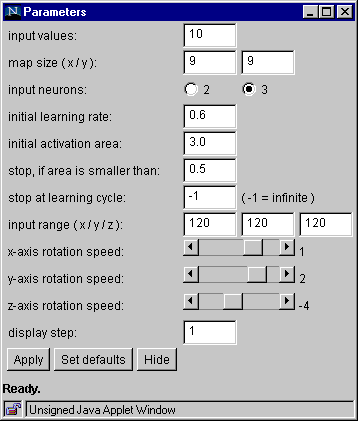 Parameters
input values: 10
map size ( x / y ): 9 9
input neurons: 2 3
initial learning rate: 0.6
initial activation area: 3.0
stop, if area is smaller than: 0.5
stop at learning cycle: -1 ( -1 = infinite )
input range ( x / y / z ): 120 120 120
x-axis rotation speed: 1
y-axis rotation speed: 2
z-axis rotation speed: -4
display step: 1
Apply Set defaults Hide
Ready.
Unsigned Java Applet Window